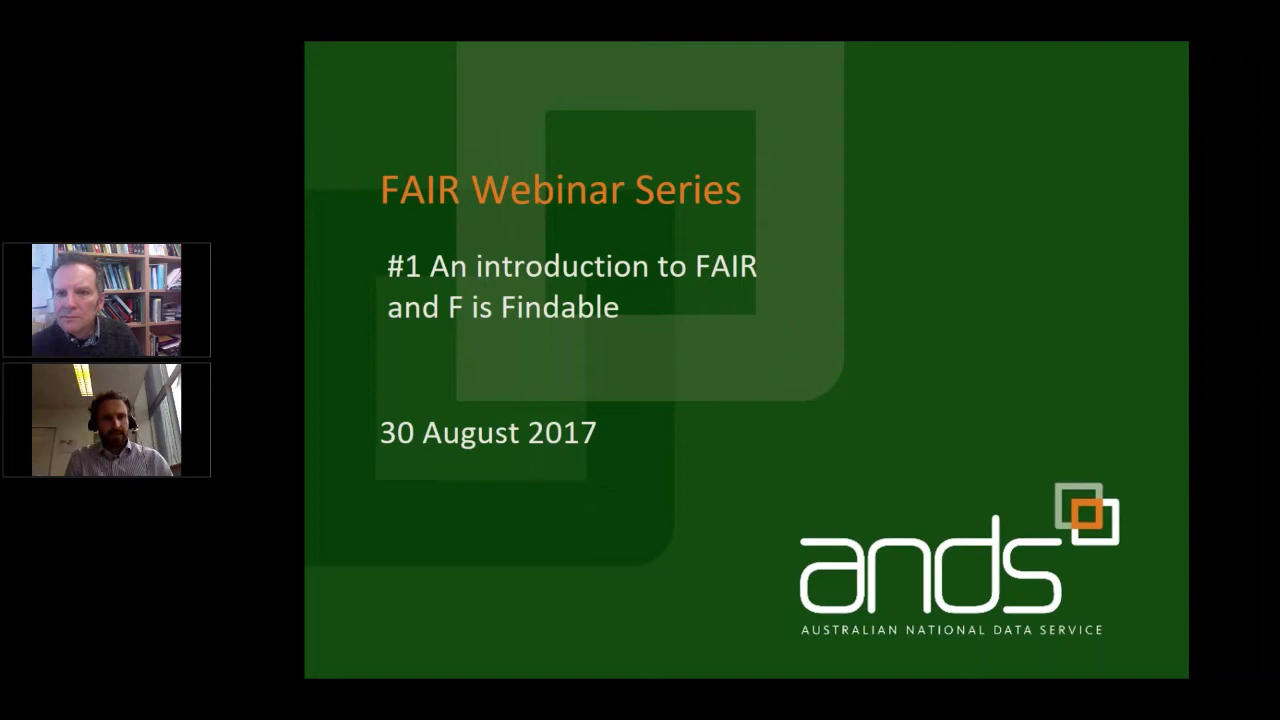 FAIR Webinar Series
#1 An introduction to FAIR
and F is Findable
30 August 2017
ands
AUSTRALIAN NATIONAL DATA SERVICE